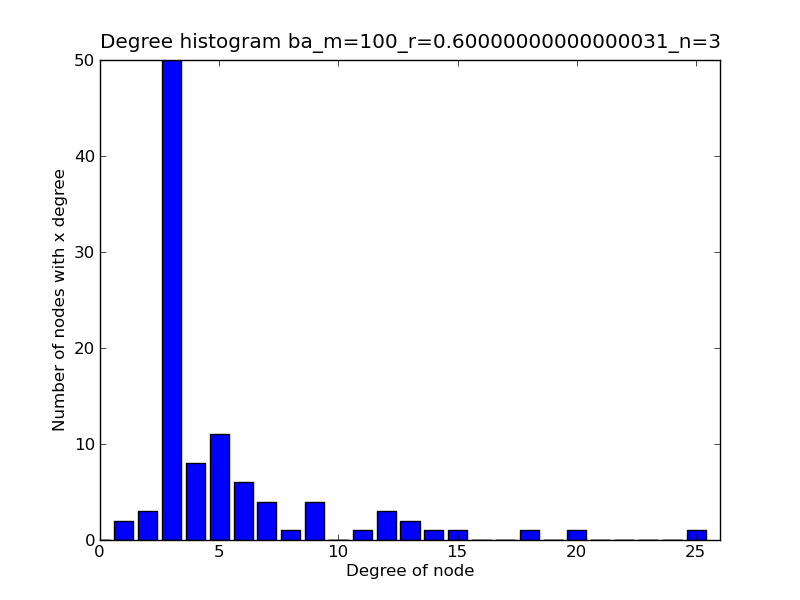 Degree histogram ba_m=100_r=0.60000000000000031_n=3
50
40
30
20
10
0
Number of nodes with x degree
0 5 10 15 20 25
Degree of node